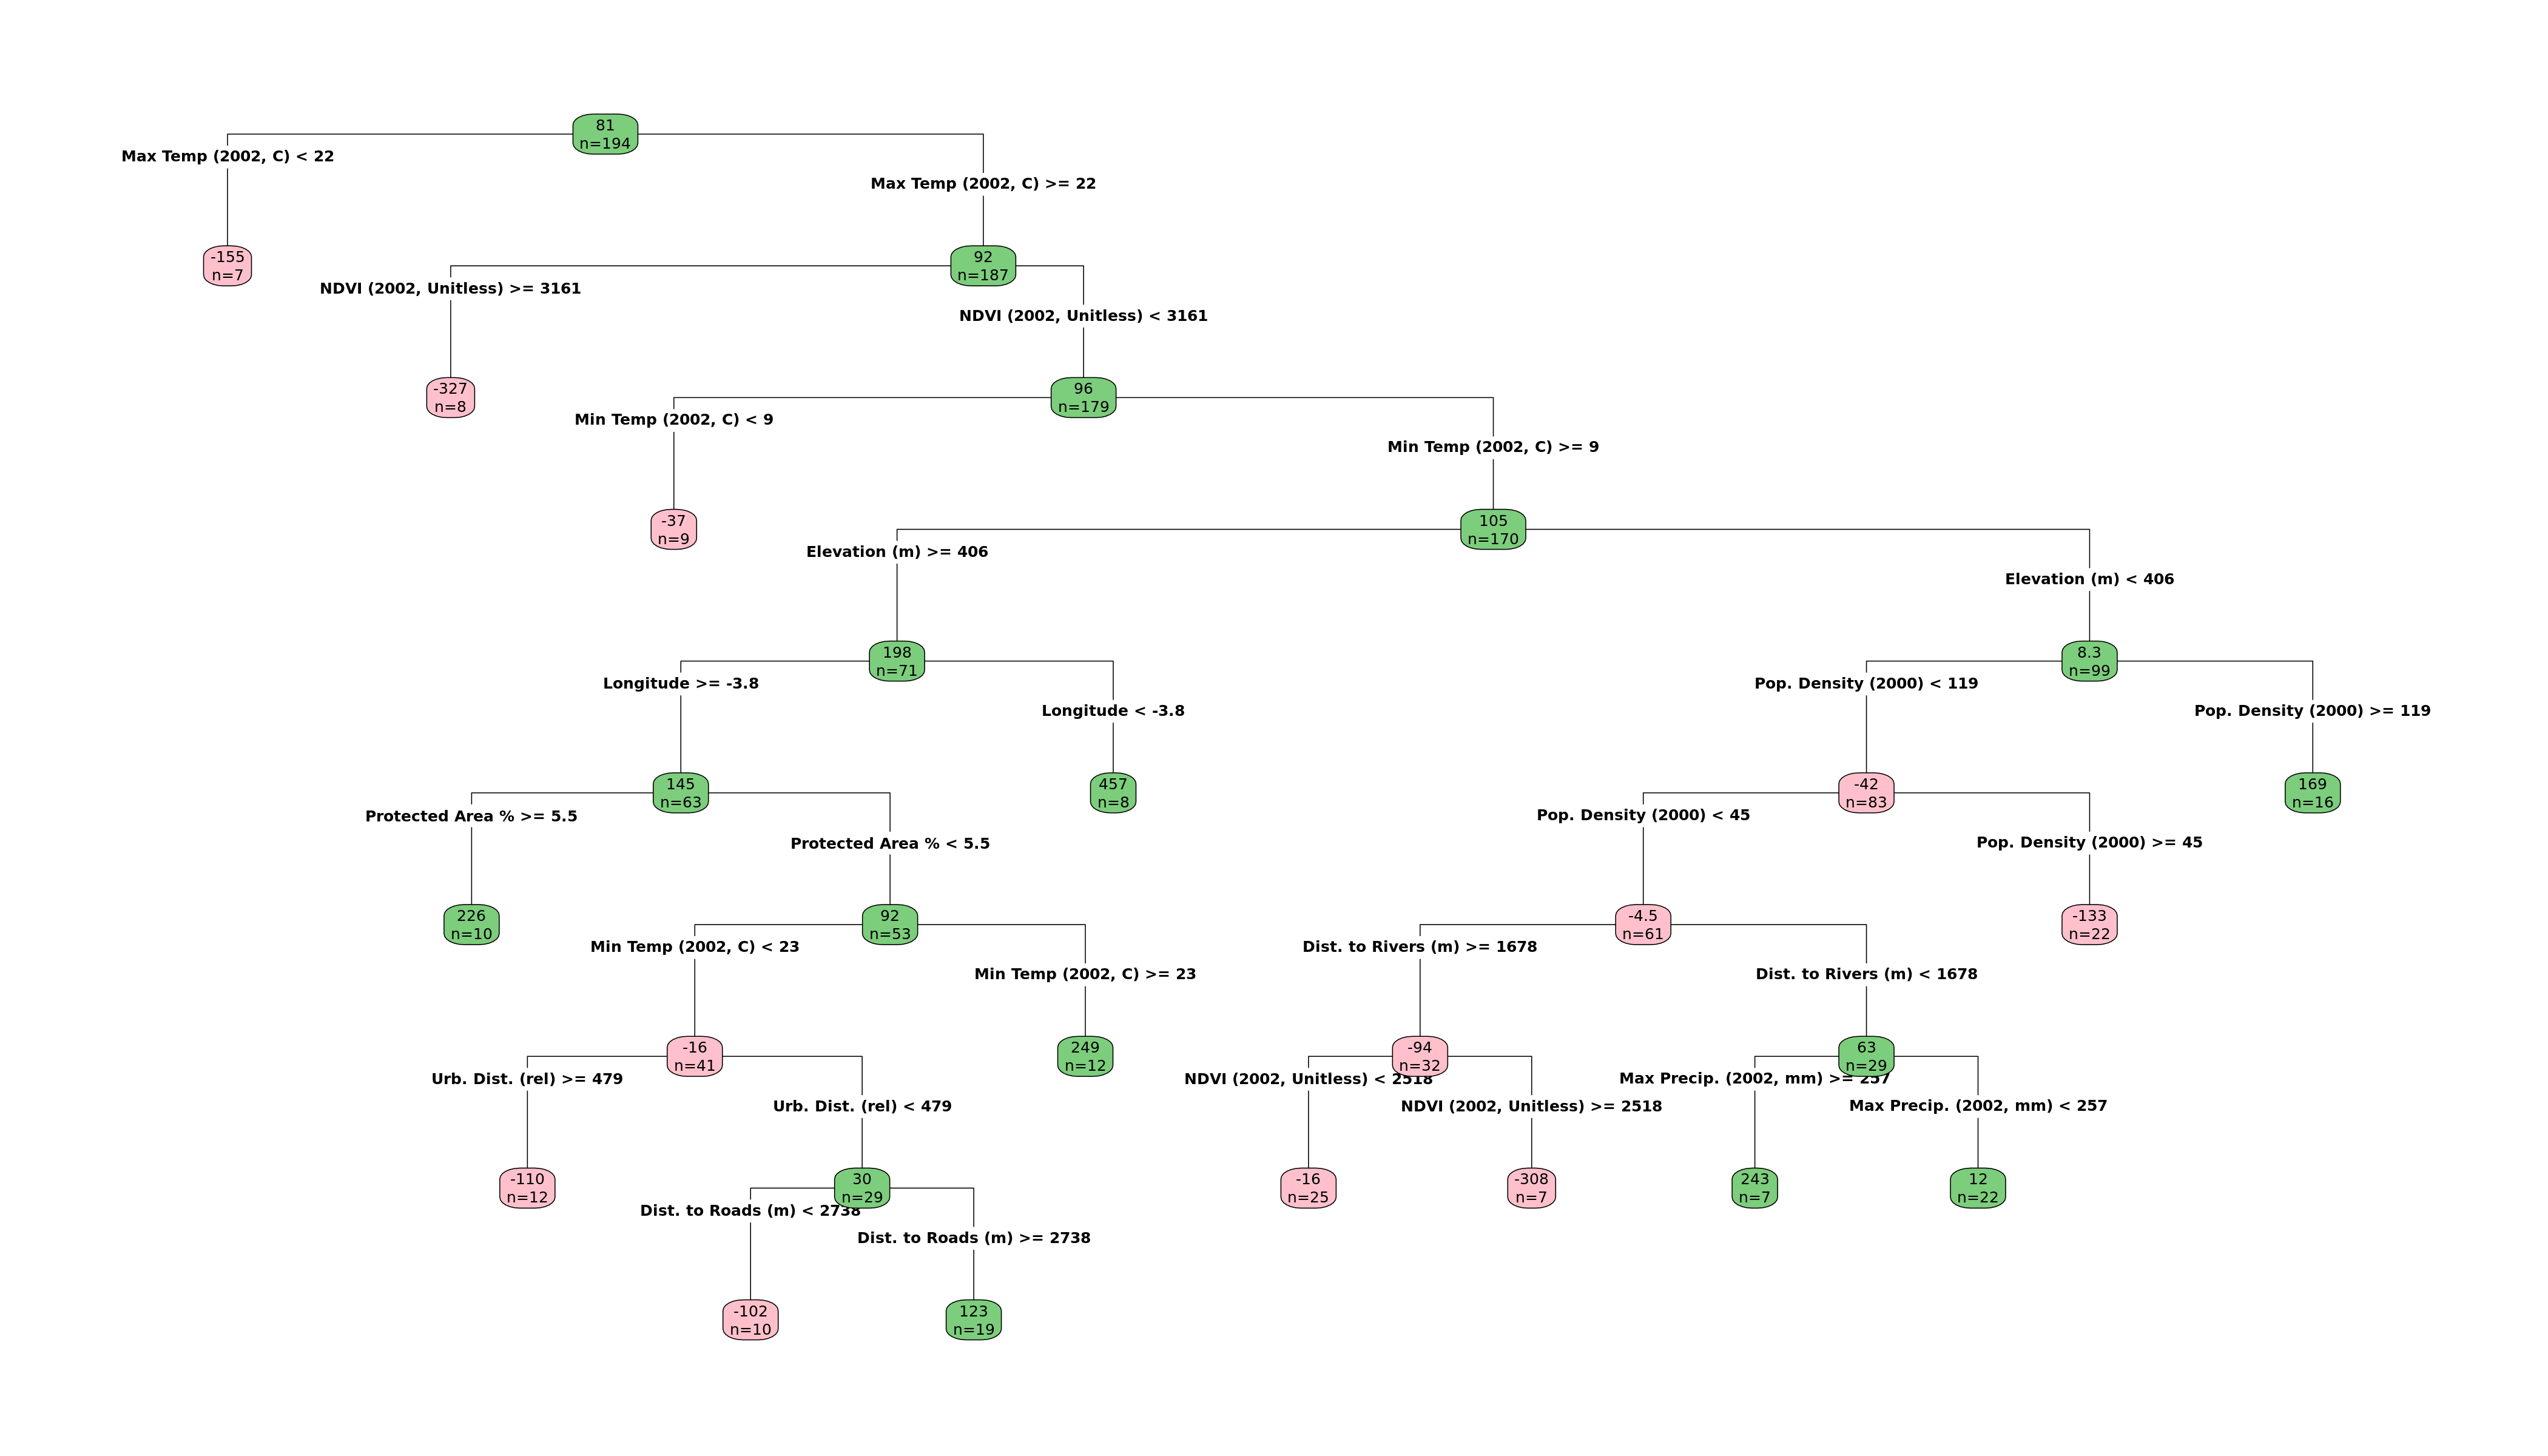 81
n=194
Max Temp (2002, C) < 22
Max Temp (2002, C) >= 22
-155
n=7
92
n=187
NDVI (2002, Unitless) >= 3161
NDVI (2002, Unitless) < 3161
-327
n=8
96
n=179
Min Temp (2002, C) < 9
Min Temp (2002, C) >= 9
-37
n=9
105
n=170
Elevation (m) >= 406
Elevation (m) < 406
198
n=71
8.3
n=99
Longitude >= -3.8
Pop. Density (2000) < 119
Longitude < -3.8
Pop. Density (2000) >= 119
145
n=63
457
n=8
-42
n=83
169
n=16
Protected Area % >= 5.5
Pop. Density (2000) < 45
Protected Area % < 5.5
Pop. Density (2000) >= 45
226
n=10
92
n=53
-4.5
n=61
-133
n=22
Min Temp (2002, C) < 23
Dist. to Rivers (m) >= 1678
Min Temp (2002, C) >= 23
Dist. to Rivers (m) < 1678
-16
n=41
249
n=12
-94
n=32
63
n=29
Urb. Dist. (rel) >= 479
NDVI (2002, Unitless) < 2518
Max Precip. (2002, mm) >= 257
Urb. Dist. (rel) < 479
NDVI (2002, Unitless) >= 2518
Max Precip. (2002, mm) < 257
-110
n=12
30
n=29
-16
n=25
-308
n=7
243
n=7
12
n=22
Dist. to Roads (m) < 2738
Dist. to Roads (m) >= 2738
-102
n=10
123
n=19